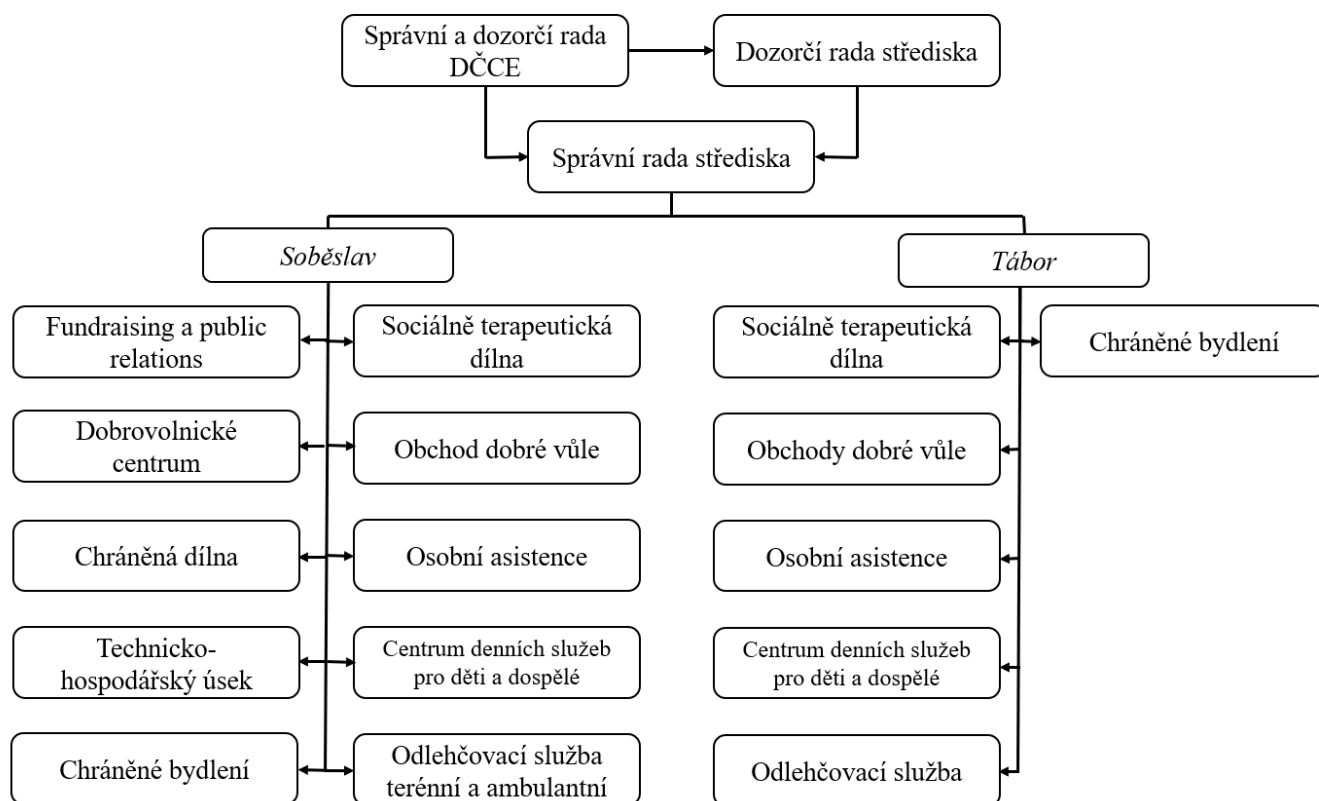 Správní a dozorčí rada
DČCE
Dozorčí rada střediska
Správní rada střediska
Soběslav
Tábor
Fundraising a public
relations
Sociálně terapeutická
dílna
Sociálně terapeutická
dílna
Chráněné bydlení
Dobrovolnické
centrum
Obchod dobré vůle
Obchody dobré vůle
Chráněná dílna
Osobní asistence
Osobní asistence
Technicko-
hospodářský úsek
Centrum denních služeb
pro děti a dospělé
Centrum denních služeb
pro děti a dospělé
Chráněné bydlení
Odlehčovací služba
terénní a ambulantní
Odlehčovací služba